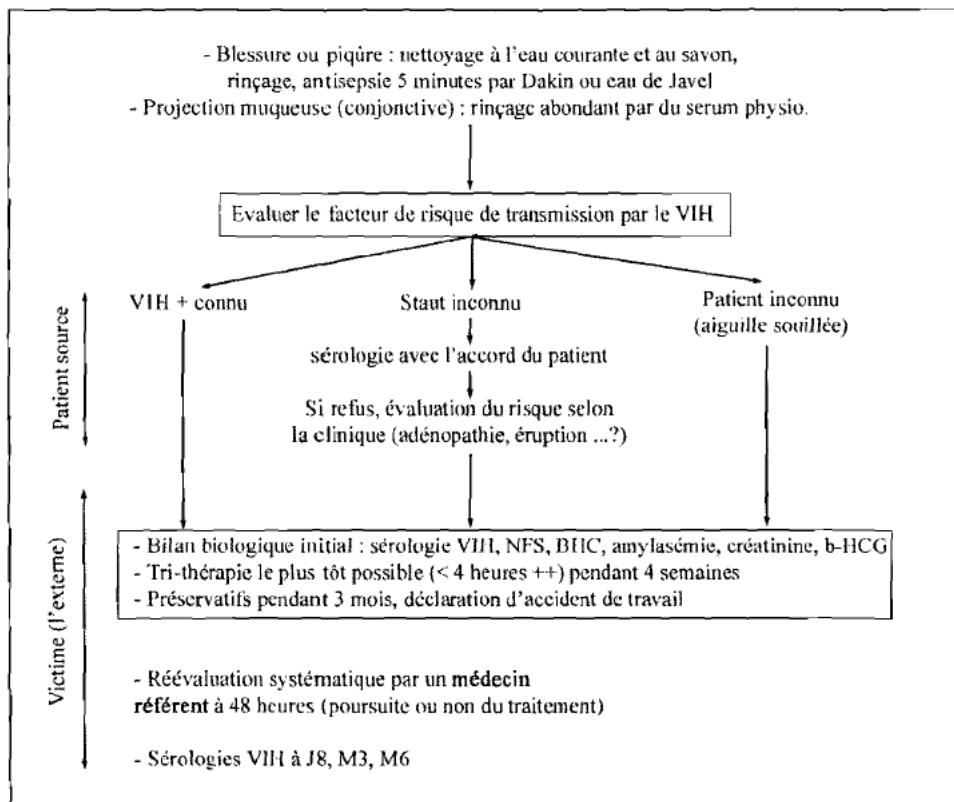 - Blessure ou piqûre : nettoyage à l'eau courante et au savon,
rinçage, antisepsie 5 minutes par Dakin ou eau de Javel
- Projection muqueuse (conjonctive) : rinçage abondant par du serum physio.
Evaluer le facteur de risque de transmission par le VIH
Patient source
VIH + connu
Staut inconnu
Patient inconnu
(aiguille souillée)
sérologie avec l'accord du patient
Si refus, évaluation du risque selon
la clinique (adénopathie, éruption ...?)
Victime (l'externe)
- Bilan biologique initial : sérologie VIH, NFS, BHC, amylasémie, créatinine, b-HCG
- Tri-thérapie le plus tôt possible (< 4 heures ++) pendant 4 semaines
- Préservatifs pendant 3 mois, déclaration d'accident de travail
- Réévaluation systématique par un médecin
référent à 48 heures (poursuite ou non du traitement)
- Sérologies VIH à J8, M3, M6